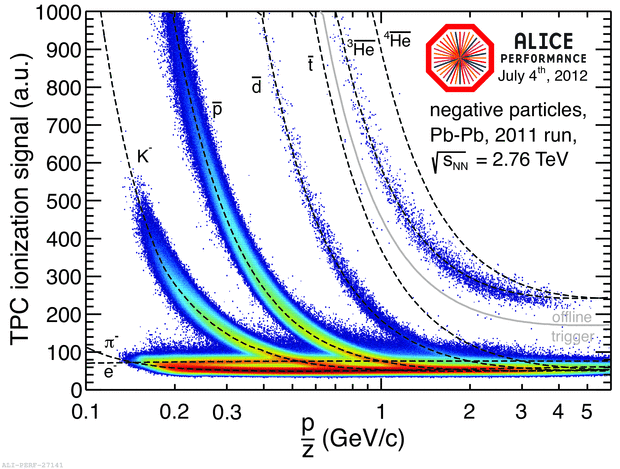 ALICE
PERFORMANCE
July 4th, 2012
negative particles,
Pb-Pb, 2011 run,
√sNN = 2.76 TeV
TPC ionization signal (a.u.)
1000
900
800
700
600
500
400
300
200
100
0
K-
p̅
d̅
t̅
3H̅e̅
4H̅e̅
π-
e-
offline
trigger
0.1
0.2
0.3
1
2
3
4
5
p/z (GeV/c)
ALI-PERF-27141